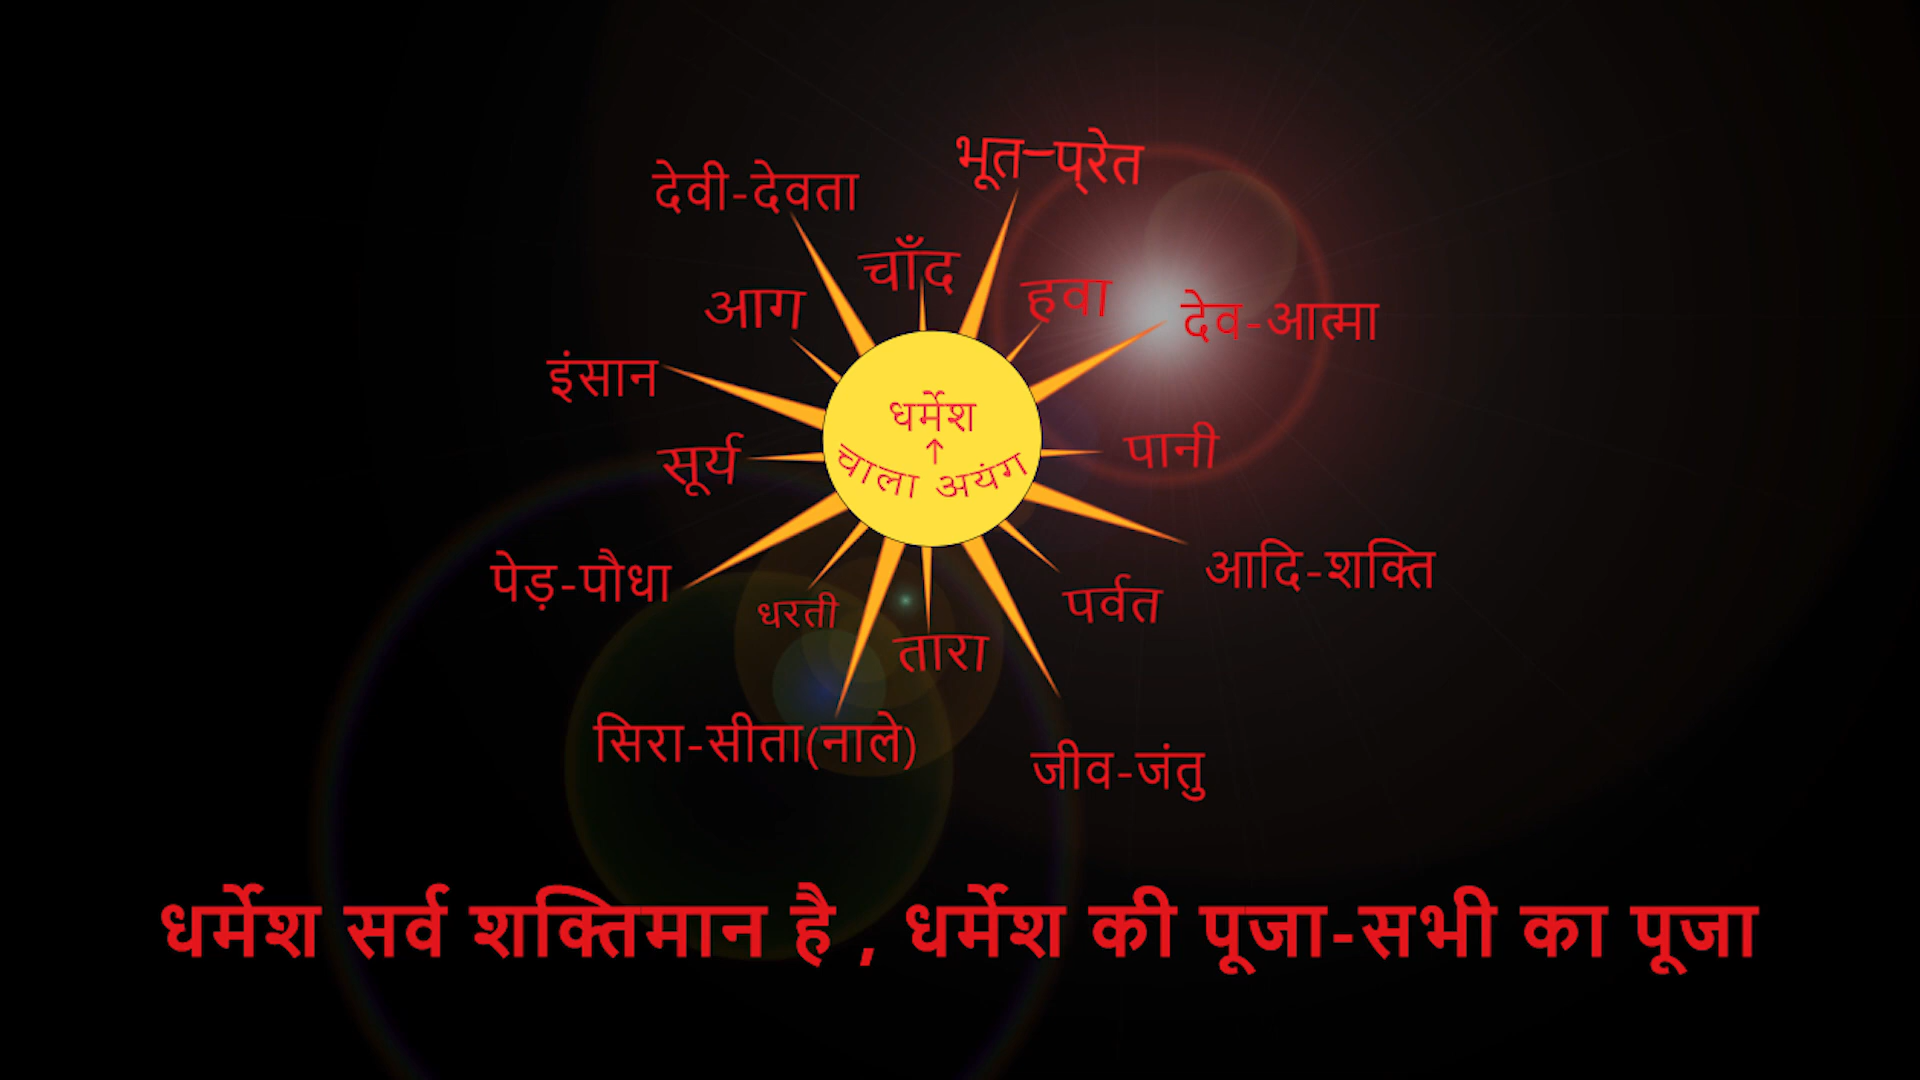 भूत-प्रेत
देवी-देवता
चाँद
हवा
आग
देव-आत्मा
इंसान
धर्मेश
↑
चाला अयंग
सूर्य
पानी
पेड़-पौधा
आदि-शक्ति
धरती
पर्वत
तारा
सिरा-सीता(नाले)
जीव-जंतु
धर्मेश सर्व शक्तिमान है , धर्मेश की पूजा-सभी का पूजा